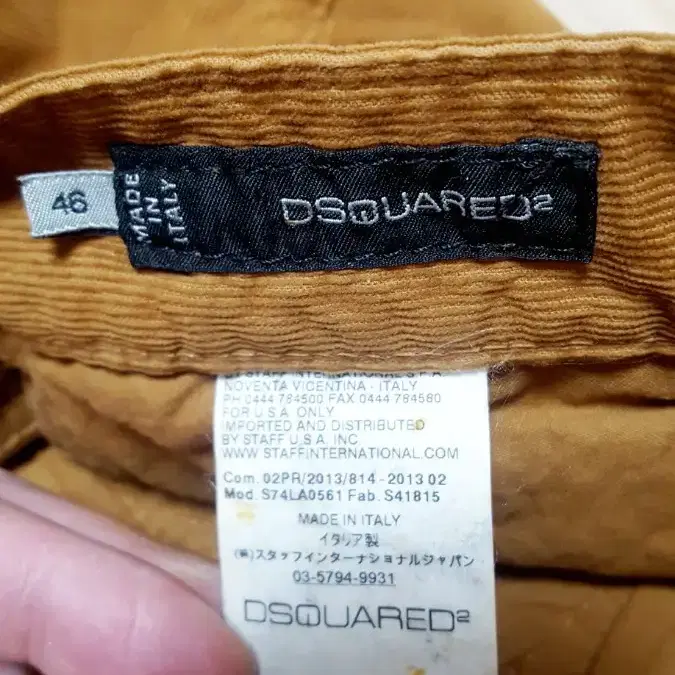 46
MADE
IN
ITALY
DSQUARED2
BY STAFF INTERNATIONAL S.P.A.
NOVENTA VICENTINA - ITALY
PH 0444 784500 FAX 0444 784580
FOR U.S.A. ONLY
IMPORTED AND DISTRIBUTED
BY STAFF U.S.A. INC.
WWW.STAFFINTERNATIONAL.COM
Com. 02PR/2013/814 - 2013 02
Mod. S74LA0561 Fab. S41815
MADE IN ITALY
イタリア製
(株)スタッフインターナショナルジャパン
03-5794-9931
DSQUARED2